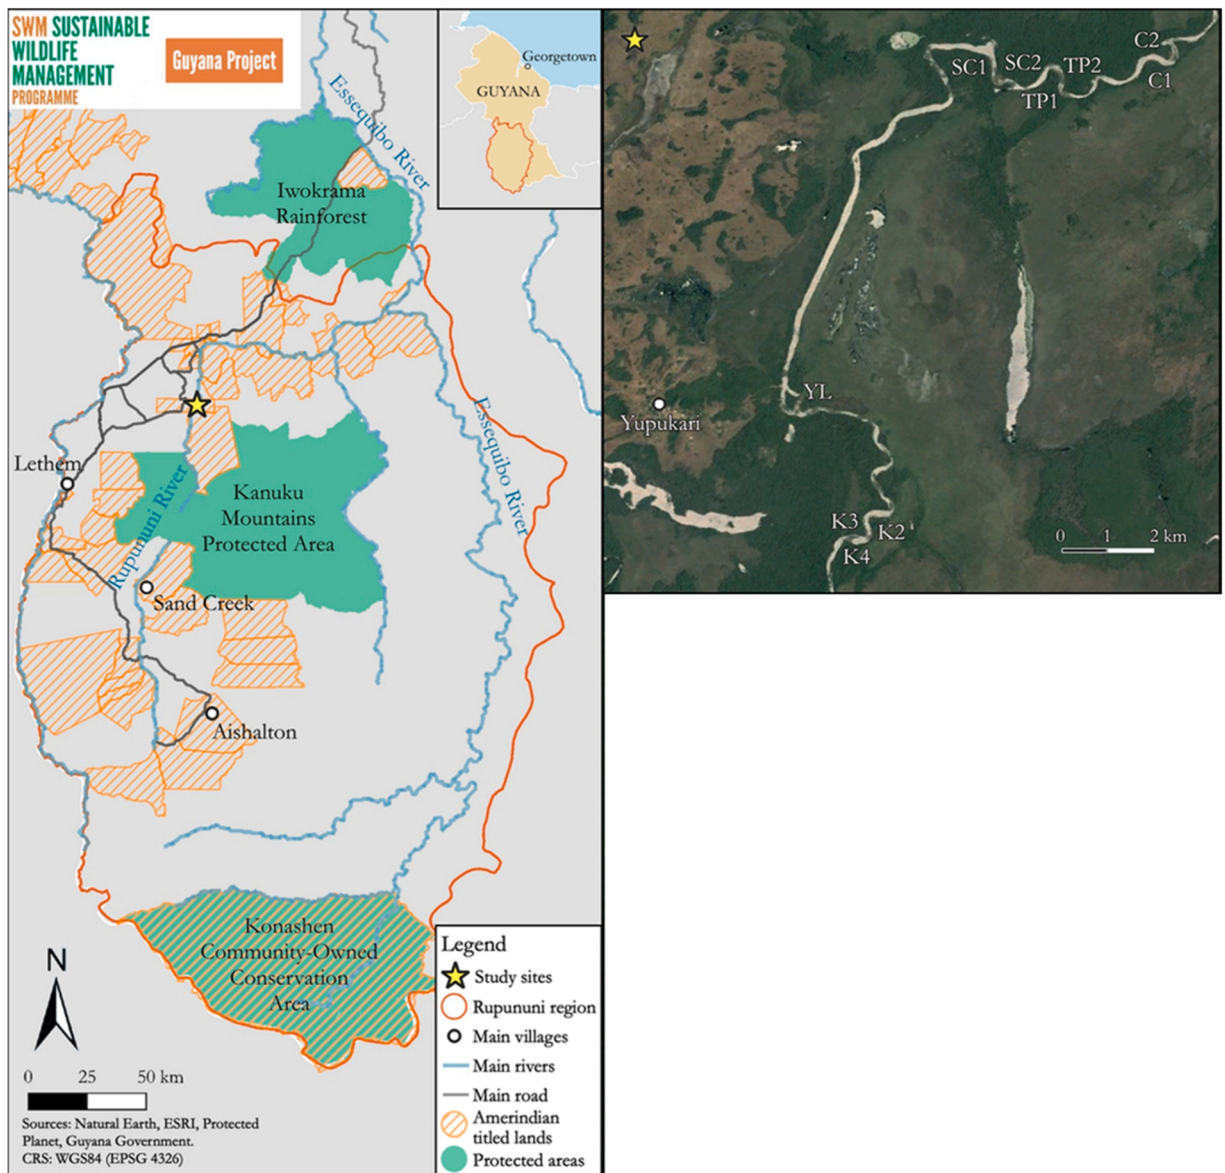 SWM SUSTAINABLE
WILDLIFE
MANAGEMENT
PROGRAMME
Guyana Project
Georgetown
GUYANA
Essequibo River
Iwokrama
Rainforest
Essequibo River
Lethem
Rupununi River
Kanuku
Mountains
Protected Area
Sand Creek
Aishalton
Konashen
Community-Owned
Conservation
Area
N
0 25 50 km
Sources: Natural Earth, ESRI, Protected
Planet, Guyana Government.
CRS: WGS84 (EPSG 4326)
Legend
Study sites
Rupununi region
Main villages
Main rivers
Main road
Amerindian
titled lands
Protected areas
C2
SC1
SC2
TP2
C1
TP1
YL
Yupukari
K3
K2
K4
0 1 2 km